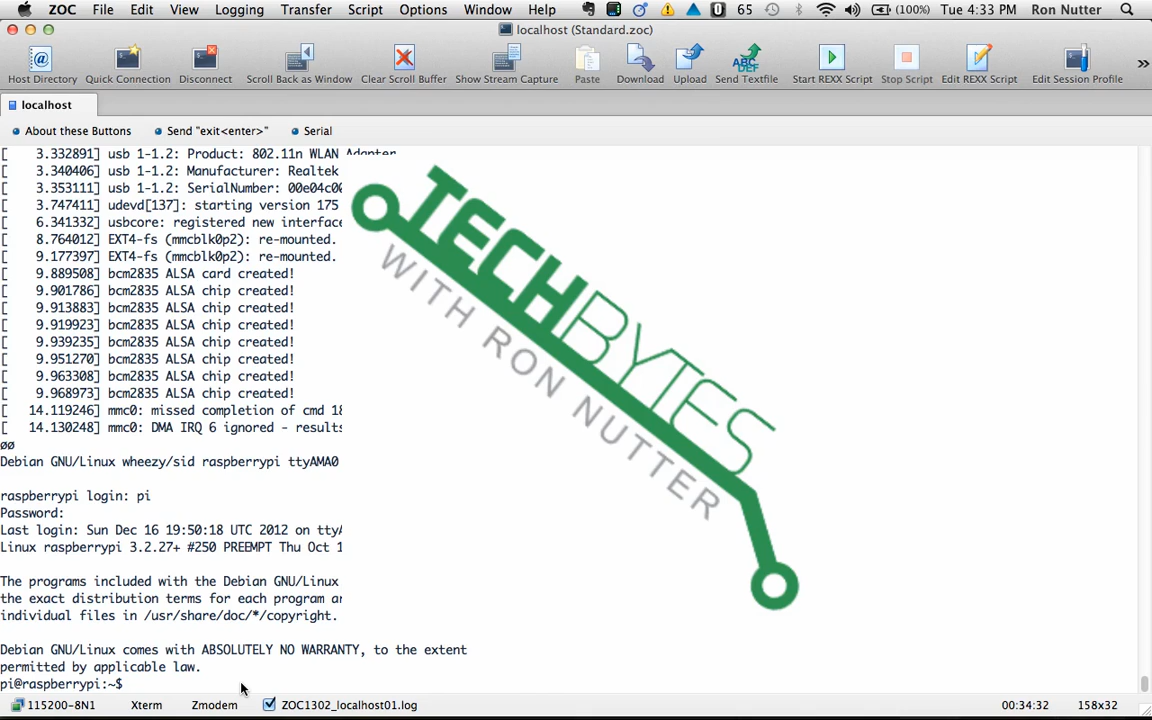 ZOC File Edit View Logging Transfer Script Options Window Help 65 (100%) Tue 4:33 PM Ron Nutter
localhost (Standard.zoc)
Host Directory Quick Connection Disconnect Scroll Back as Window Clear Scroll Buffer Show Stream Capture Paste Download Upload Send Textfile Start REXX Script Stop Script Edit REXX Script Edit Session Profile »
localhost
About these Buttons Send "exit<enter>" Serial
[ 3.332891] usb 1-1.2: Product: 802.11n WLAN Adapter
[ 3.340406] usb 1-1.2: Manufacturer: Realtek
[ 3.353111] usb 1-1.2: SerialNumber: 00e04c00
[ 3.747411] udevd[137]: starting version 175
[ 6.341332] usbcore: registered new interface
[ 8.764012] EXT4-fs (mmcblk0p2): re-mounted.
[ 9.177397] EXT4-fs (mmcblk0p2): re-mounted.
[ 9.889508] bcm2835 ALSA card created!
[ 9.901786] bcm2835 ALSA chip created!
[ 9.913883] bcm2835 ALSA chip created!
[ 9.919923] bcm2835 ALSA chip created!
[ 9.939235] bcm2835 ALSA chip created!
[ 9.951270] bcm2835 ALSA chip created!
[ 9.963308] bcm2835 ALSA chip created!
[ 9.968973] bcm2835 ALSA chip created!
[ 14.119246] mmc0: missed completion of cmd 18
[ 14.130248] mmc0: DMA IRQ 6 ignored - results
øø
Debian GNU/Linux wheezy/sid raspberrypi ttyAMA0
raspberrypi login: pi
Password:
Last login: Sun Dec 16 19:50:18 UTC 2012 on
Linux raspberrypi 3.2.27+ #250 PREEMPT Thu Oct
The programs included with the Debian GNU/Linux
the exact distribution terms for each program
individual files in /usr/share/doc/*/copyright.
Debian GNU/Linux comes with ABSOLUTELY NO WARRANTY, to the extent
permitted by applicable law.
pi@raspberrypi:~$
TECHBYTES
WITH RON NUTTER
115200-8N1 Xterm Zmodem ZOC1302_localhost01.log 00:34:32 158x32